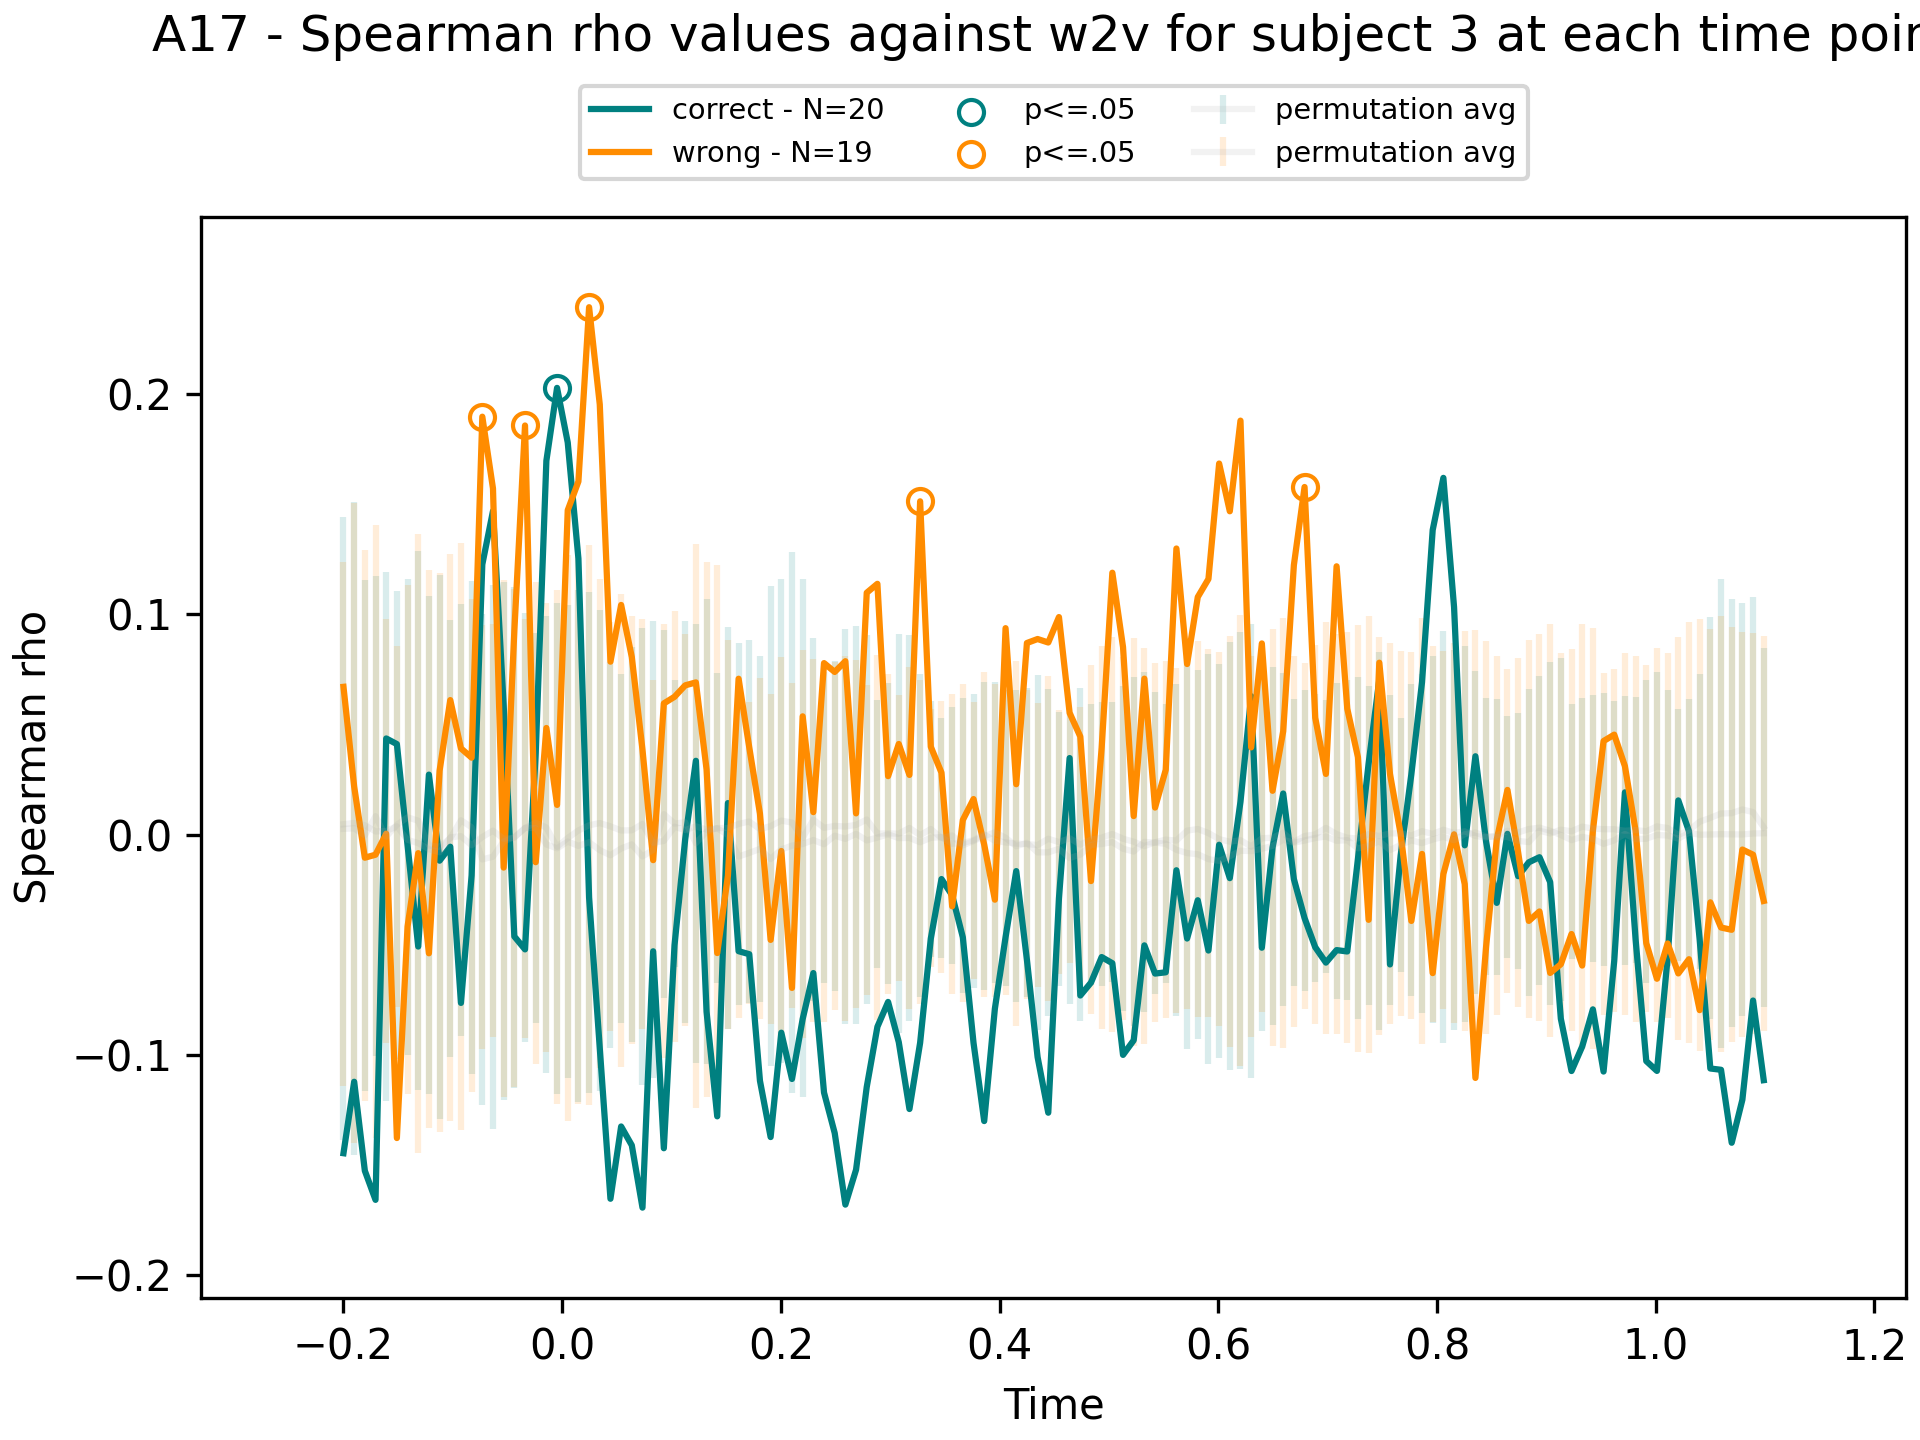 A17 - Spearman rho values against w2v for subject 3 at each time poin
correct - N=20
wrong - N=19
p<=.05
p<=.05
permutation avg
permutation avg
Spearman rho
0.2
0.1
0.0
−0.1
−0.2
−0.2 0.0 0.2 0.4 0.6 0.8 1.0 1.2
Time